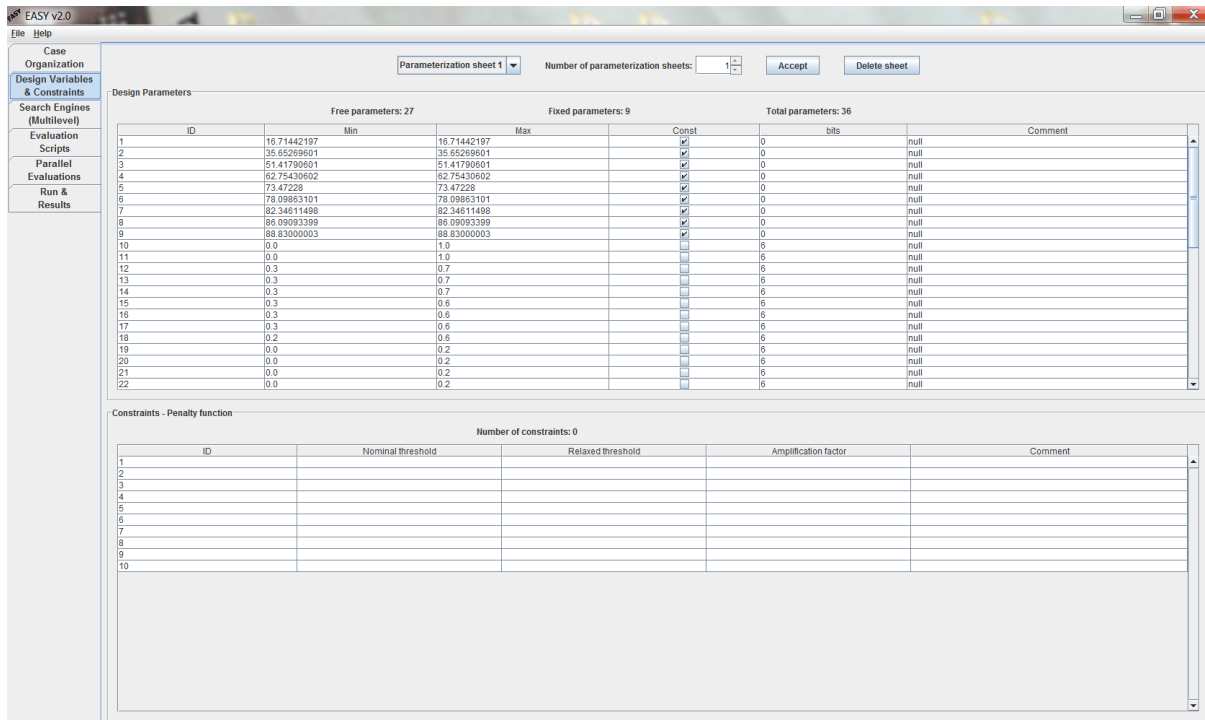 EASY v2.0
File Help
Case
Organization
Design Variables
& Constraints
Search Engines
(Multilevel)
Evaluation
Scripts
Parallel
Evaluations
Run &
Results
Parameterization sheet 1 Number of parameterization sheets: 1 Accept Delete sheet
Design Parameters
Free parameters: 27 Fixed parameters: 9 Total parameters: 36
ID Min Max Const bits Comment
1 16.71442197 16.71442197 0 null
2 35.65269601 35.65269601 0 null
3 51.41790601 51.41790601 0 null
4 62.75430602 62.75430602 0 null
5 73.47228 73.47228 0 null
6 78.09863101 78.09863101 0 null
7 82.34611498 82.34611498 0 null
8 86.09093399 86.09093399 0 null
9 88.83000003 88.83000003 0 null
10 0.0 1.0 6 null
11 0.0 1.0 6 null
12 0.3 0.7 6 null
13 0.3 0.7 6 null
14 0.3 0.7 6 null
15 0.3 0.6 6 null
16 0.3 0.6 6 null
17 0.3 0.6 6 null
18 0.2 0.6 6 null
19 0.0 0.2 6 null
20 0.0 0.2 6 null
21 0.0 0.2 6 null
22 0.0 0.2 6 null
Constraints - Penalty function
Number of constraints: 0
ID Nominal threshold Relaxed threshold Amplification factor Comment
1
2
3
4
5
6
7
8
9
10